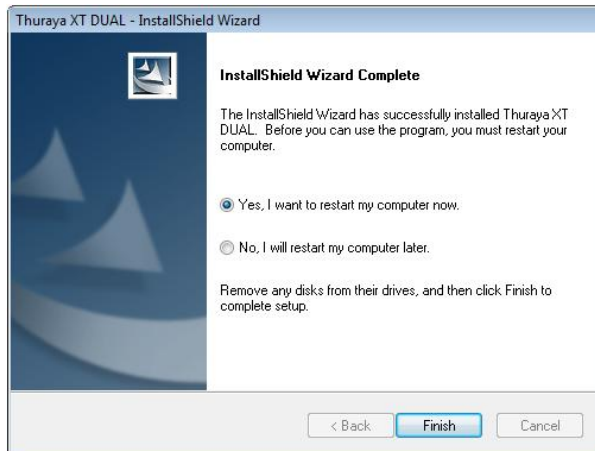 Thuraya XT DUAL - InstallShield Wizard
InstallShield Wizard Complete
The InstallShield Wizard has successfully installed Thuraya XT
DUAL. Before you can use the program, you must restart your
computer.
Yes, I want to restart my computer now.
No, I will restart my computer later.
Remove any disks from their drives, and then click Finish to
complete setup.
< Back Finish Cancel